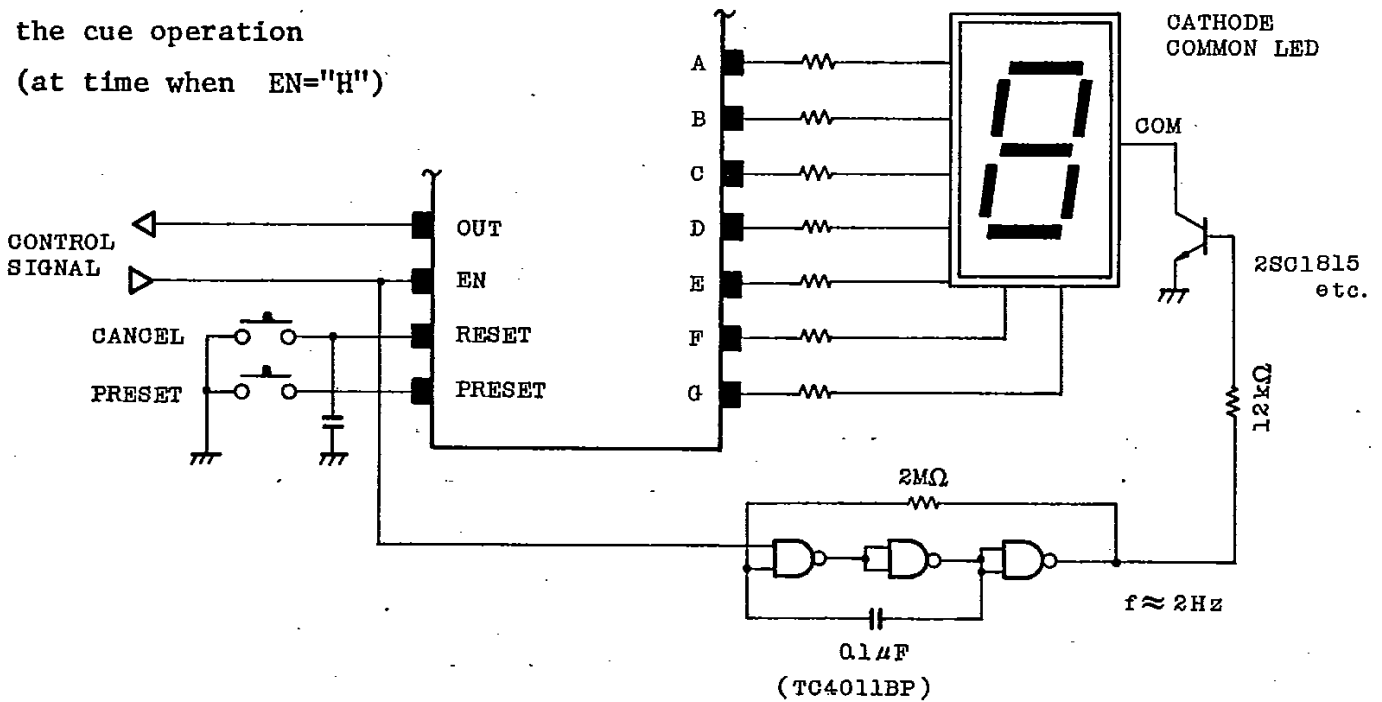 the cue operation
(at time when EN="H")
CATHODE
COMMON LED
A
B
C
D
E
F
G
COM
2SC1815
etc.
12kΩ
CONTROL
SIGNAL
OUT
EN
CANCEL
RESET
PRESET
PRESET
2MΩ
f≈2Hz
0.1μF
(TC4011BP)